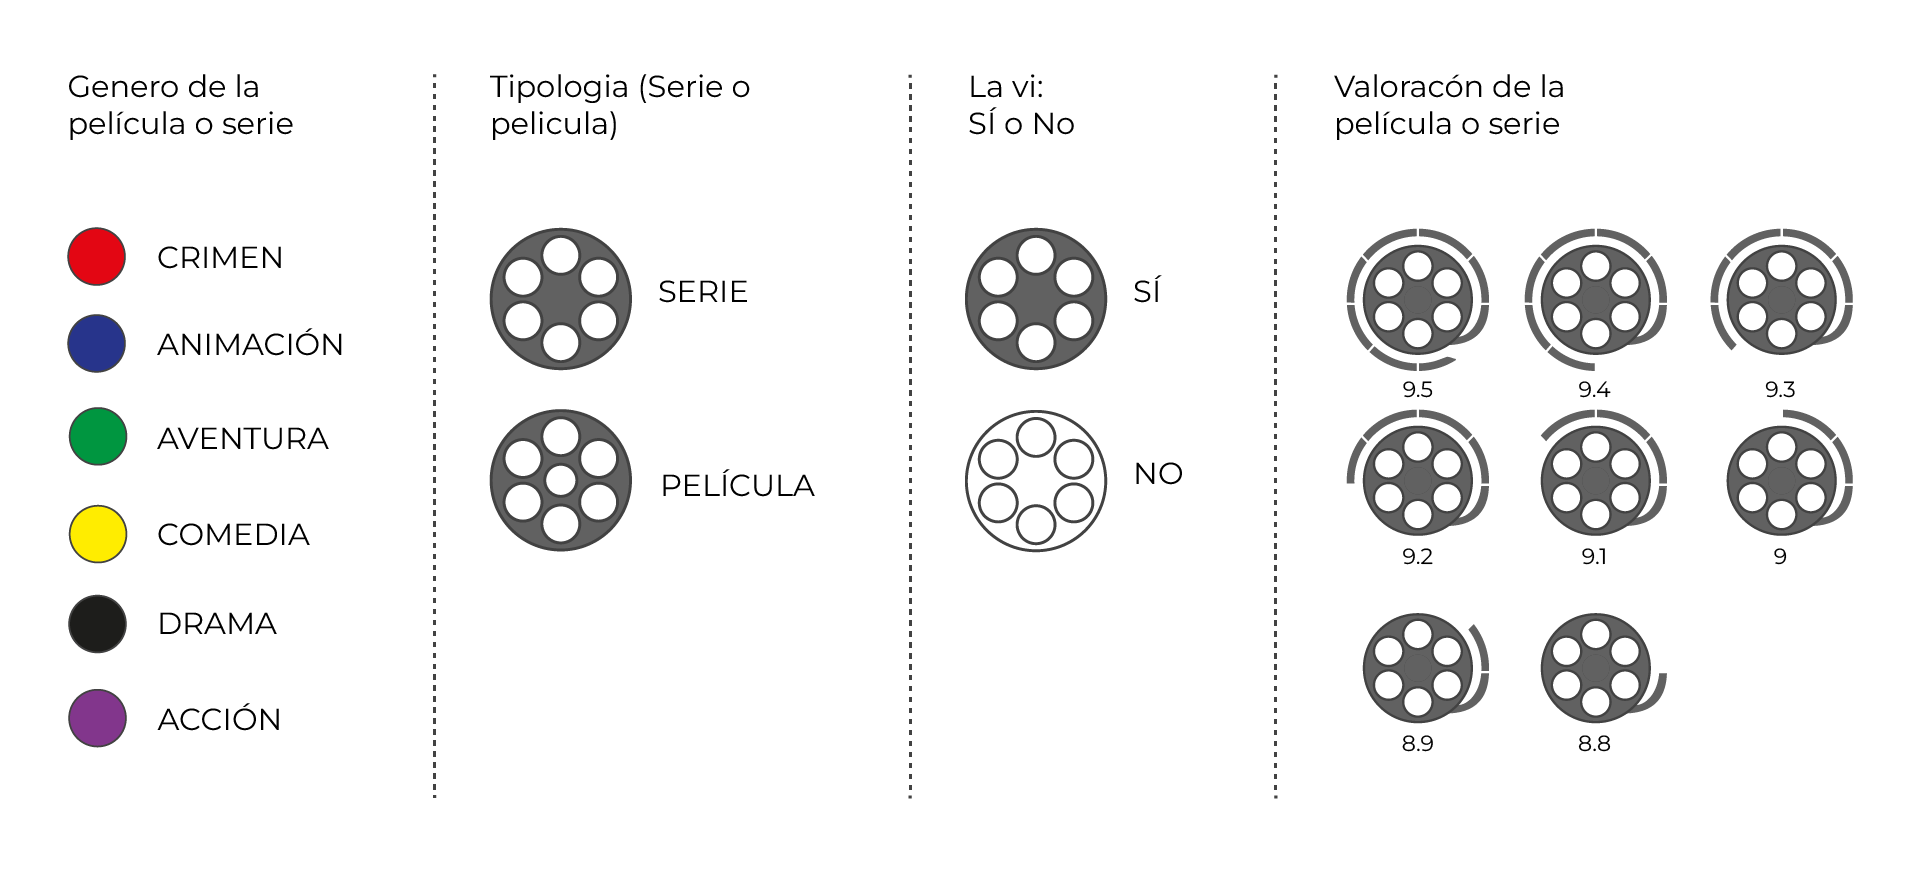 Genero de la
película o serie
CRIMEN
ANIMACIÓN
AVENTURA
COMEDIA
DRAMA
ACCIÓN
Tipologia (Serie o
pelicula)
SERIE
PELÍCULA
La vi:
SÍ o No
SÍ
NO
Valoracón de la
película o serie
9.5
9.4
9.3
9.2
9.1
9
8.9
8.8